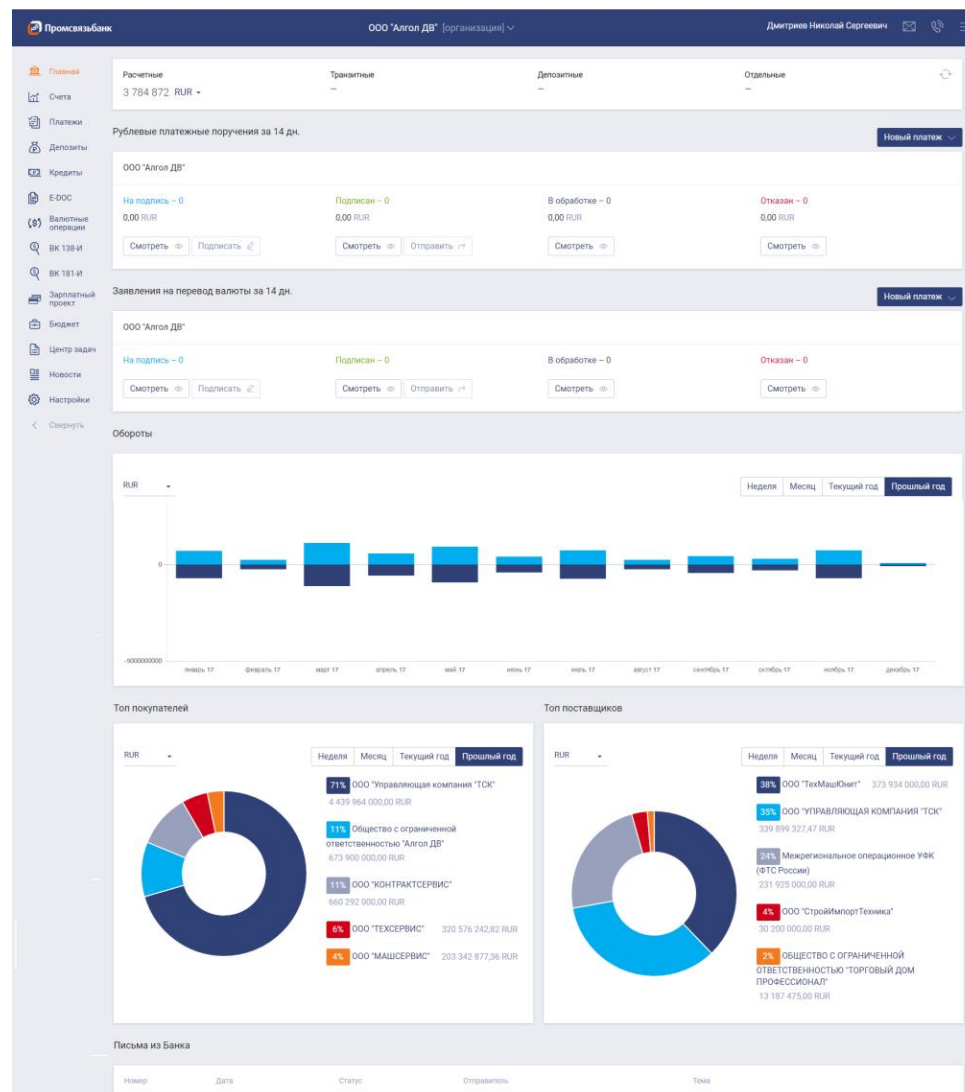 Промсвязьбанк
ООО "Алгол ДВ" [организация]
Дмитриев Николай Сергеевич
Главная
Счета
Платежи
Депозиты
Кредиты
E-DOC
Валютные
операции
ВК 138-И
ВК 181-И
Зарплатный
проект
Бюджет
Центр задач
Новости
Настройки
Свернуть
Расчетные Транзитные Депозитные Отдельные
3 784 872 RUR – – –
Рублевые платежные поручения за 14 дн.
Новый платеж
ООО "Алгол ДВ"
На подпись – 0 Подписан – 0 В обработке – 0 Отказан – 0
0,00 RUR 0,00 RUR 0,00 RUR 0,00 RUR
Смотреть Подписать Смотреть Отправить Смотреть Смотреть
Заявления на перевод валюты за 14 дн.
Новый платеж
ООО "Алгол ДВ"
На подпись – 0 Подписан – 0 В обработке – 0 Отказан – 0
Смотреть Подписать Смотреть Отправить Смотреть Смотреть
Обороты
RUR Неделя Месяц Текущий год Прошлый год
0
-5000000000
январь 17 февраль 17 март 17 апрель 17 май 17 июнь 17 июль 17 август 17 сентябрь 17 октябрь 17 ноябрь 17 декабрь 17
Топ покупателей
RUR Неделя Месяц Текущий год Прошлый год
71% ООО "Управляющая компания "ТСК"
4 439 964 000,00 RUR
11% Общество с ограниченной
ответственностью "Алгол ДВ"
673 900 000,00 RUR
11% ООО "КОНТРАКТСЕРВИС"
660 292 000,00 RUR
6% ООО "ТЕХСЕРВИС" 320 576 242,82 RUR
4% ООО "МАШСЕРВИС" 203 342 877,36 RUR
Топ поставщиков
RUR Неделя Месяц Текущий год Прошлый год
38% ООО "ТехМашЮнит" 373 934 000,00 RUR
35% ООО "УПРАВЛЯЮЩАЯ КОМПАНИЯ "ТСК"
339 899 327,47 RUR
24% Межрегиональное операционное УФК
(ФТС России)
231 925 000,00 RUR
4% ООО "СтройИмпортТехника"
30 200 000,00 RUR
2% ОБЩЕСТВО С ОГРАНИЧЕННОЙ
ОТВЕТСТВЕННОСТЬЮ "ТОРГОВЫЙ ДОМ
ПРОФЕССИОНАЛ"
13 187 475,00 RUR
Письма из Банка
Номер Дата Статус Отправитель Тема